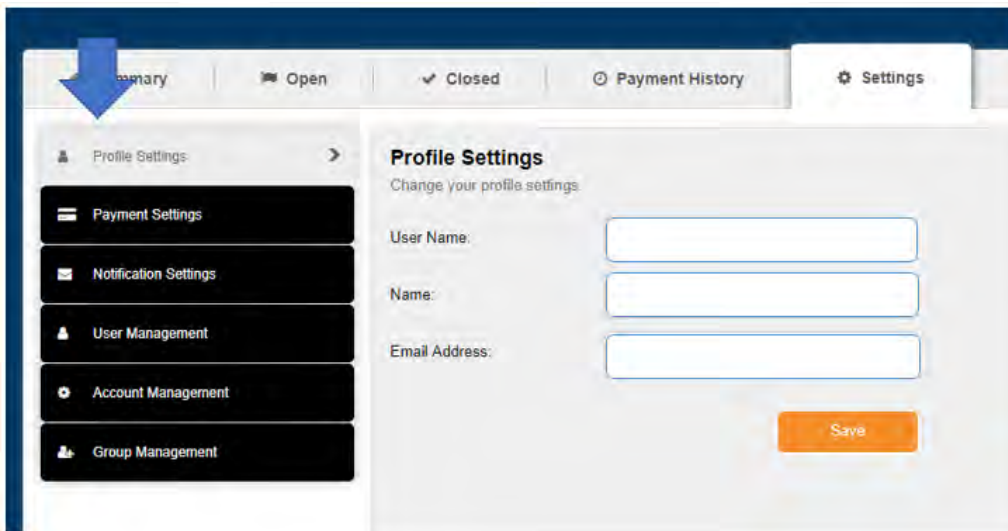 Open
Closed
Payment History
Settings
Profile Settings
Payment Settings
Notification Settings
User Management
Account Management
Group Management
Profile Settings
Change your profile settings
User Name:
Name:
Email Address:
Save